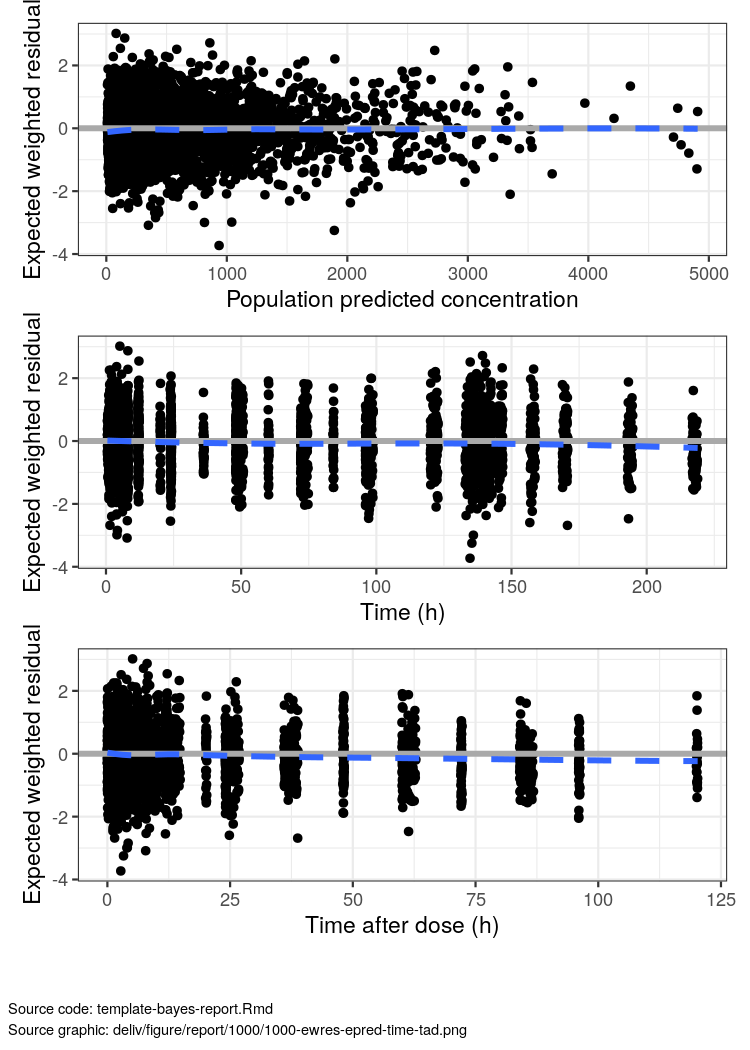 Expected weighted residual
2
0
-2
-4
0 1000 2000 3000 4000 5000
Population predicted concentration
Expected weighted residual
2
0
-2
-4
0 50 100 150 200
Time (h)
Expected weighted residual
2
0
-2
-4
0 25 50 75 100 125
Time after dose (h)
Source code: template-bayes-report.Rmd
Source graphic: deliv/figure/report/1000/1000-ewres-epred-time-tad.png